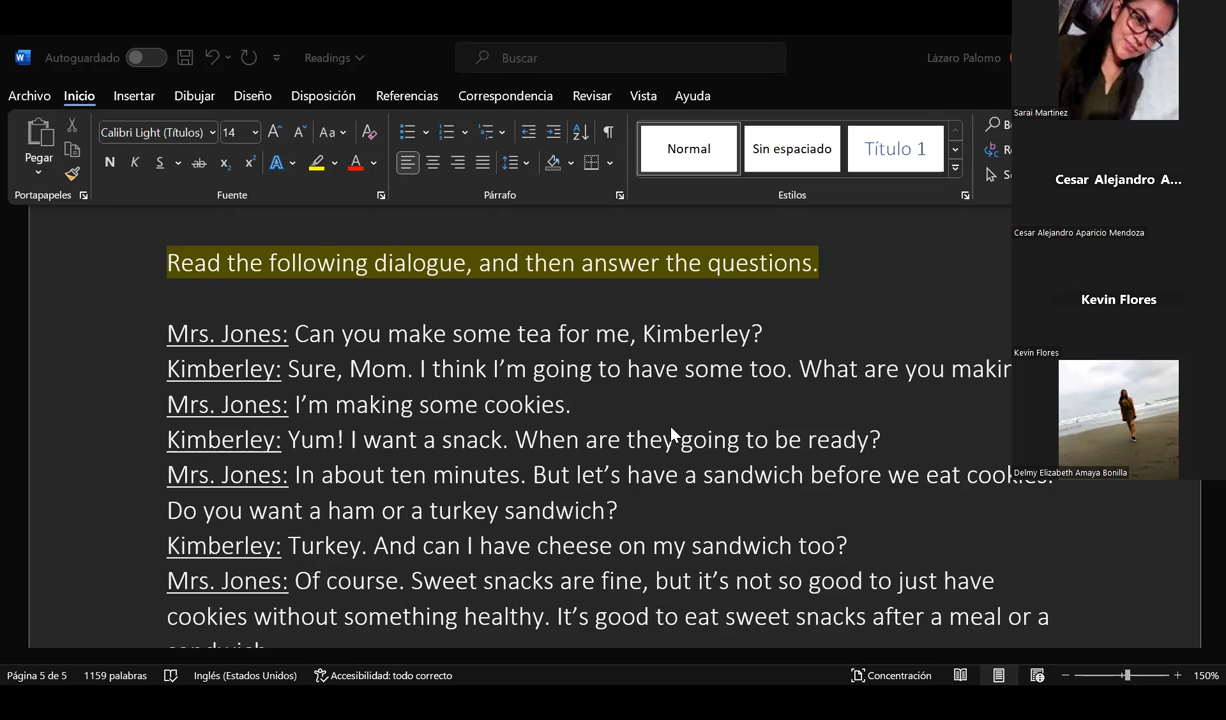 Autoguardado
Readings
Buscar
Lázaro Palomo
Archivo Inicio Insertar Dibujar Diseño Disposición Referencias Correspondencia Revisar Vista Ayuda
Pegar
Calibri Light (Títulos) 14
Aa
N K S ab x₂ x² A A
Normal
Sin espaciado
Título 1
Portapapeles Fuente Párrafo Estilos
Sarai Martinez
Cesar Alejandro A...
Cesar Alejandro Aparicio Mendoza
Kevin Flores
Kevin Flores
Delmy Elizabeth Amaya Bonilla
Read the following dialogue, and then answer the questions.
Mrs. Jones: Can you make some tea for me, Kimberley?
Kimberley: Sure, Mom. I think I’m going to have some too. What are you makin
Mrs. Jones: I’m making some cookies.
Kimberley: Yum! I want a snack. When are they going to be ready?
Mrs. Jones: In about ten minutes. But let’s have a sandwich before we eat cookies.
Do you want a ham or a turkey sandwich?
Kimberley: Turkey. And can I have cheese on my sandwich too?
Mrs. Jones: Of course. Sweet snacks are fine, but it’s not so good to just have
cookies without something healthy. It’s good to eat sweet snacks after a meal or a
sandwich
Página 5 de 5 1159 palabras Inglés (Estados Unidos) Accesibilidad: todo correcto Concentración 150%